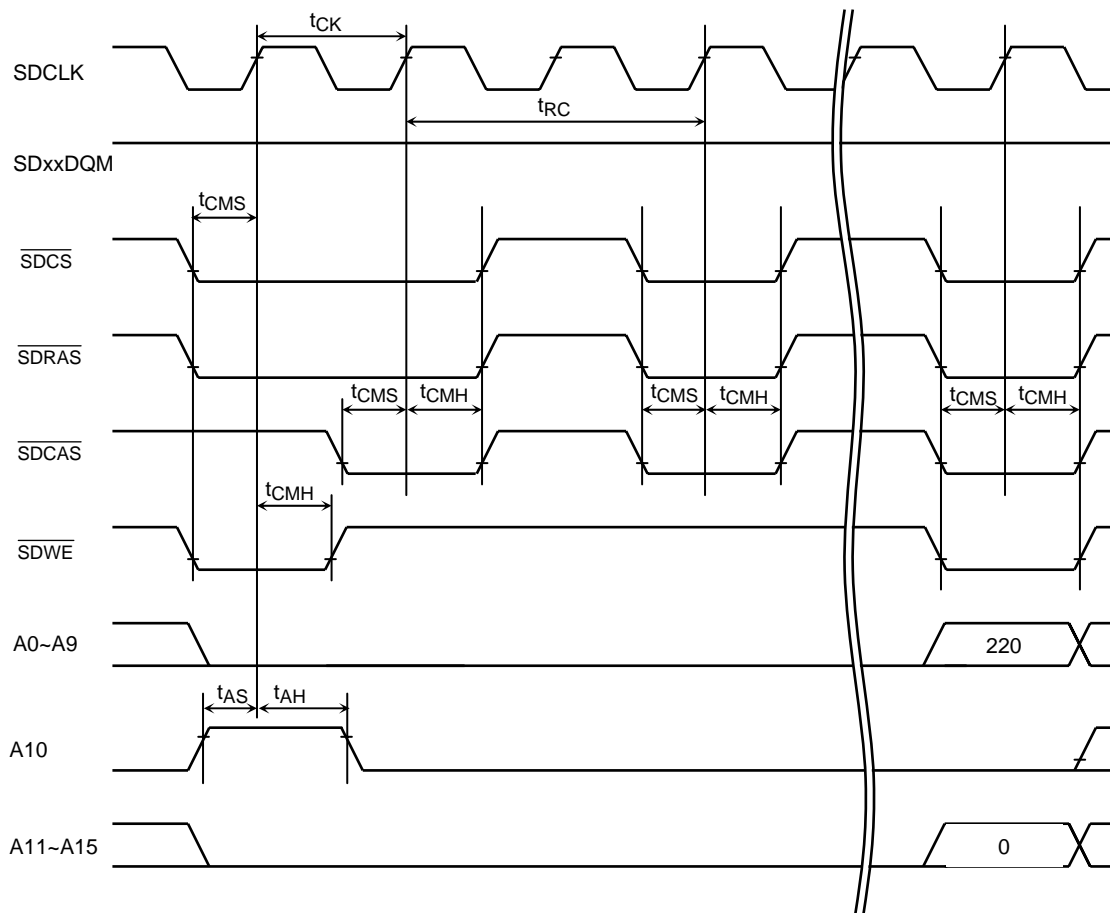 tCK
SDCLK
tRC
SDxxDQM
tCMS
SDCS
SDRAS
tCMS tCMH tCMS tCMH tCMS tCMH
SDCAS
tCMH
SDWE
A0~A9 220
tAS tAH
A10
A11~A15 0